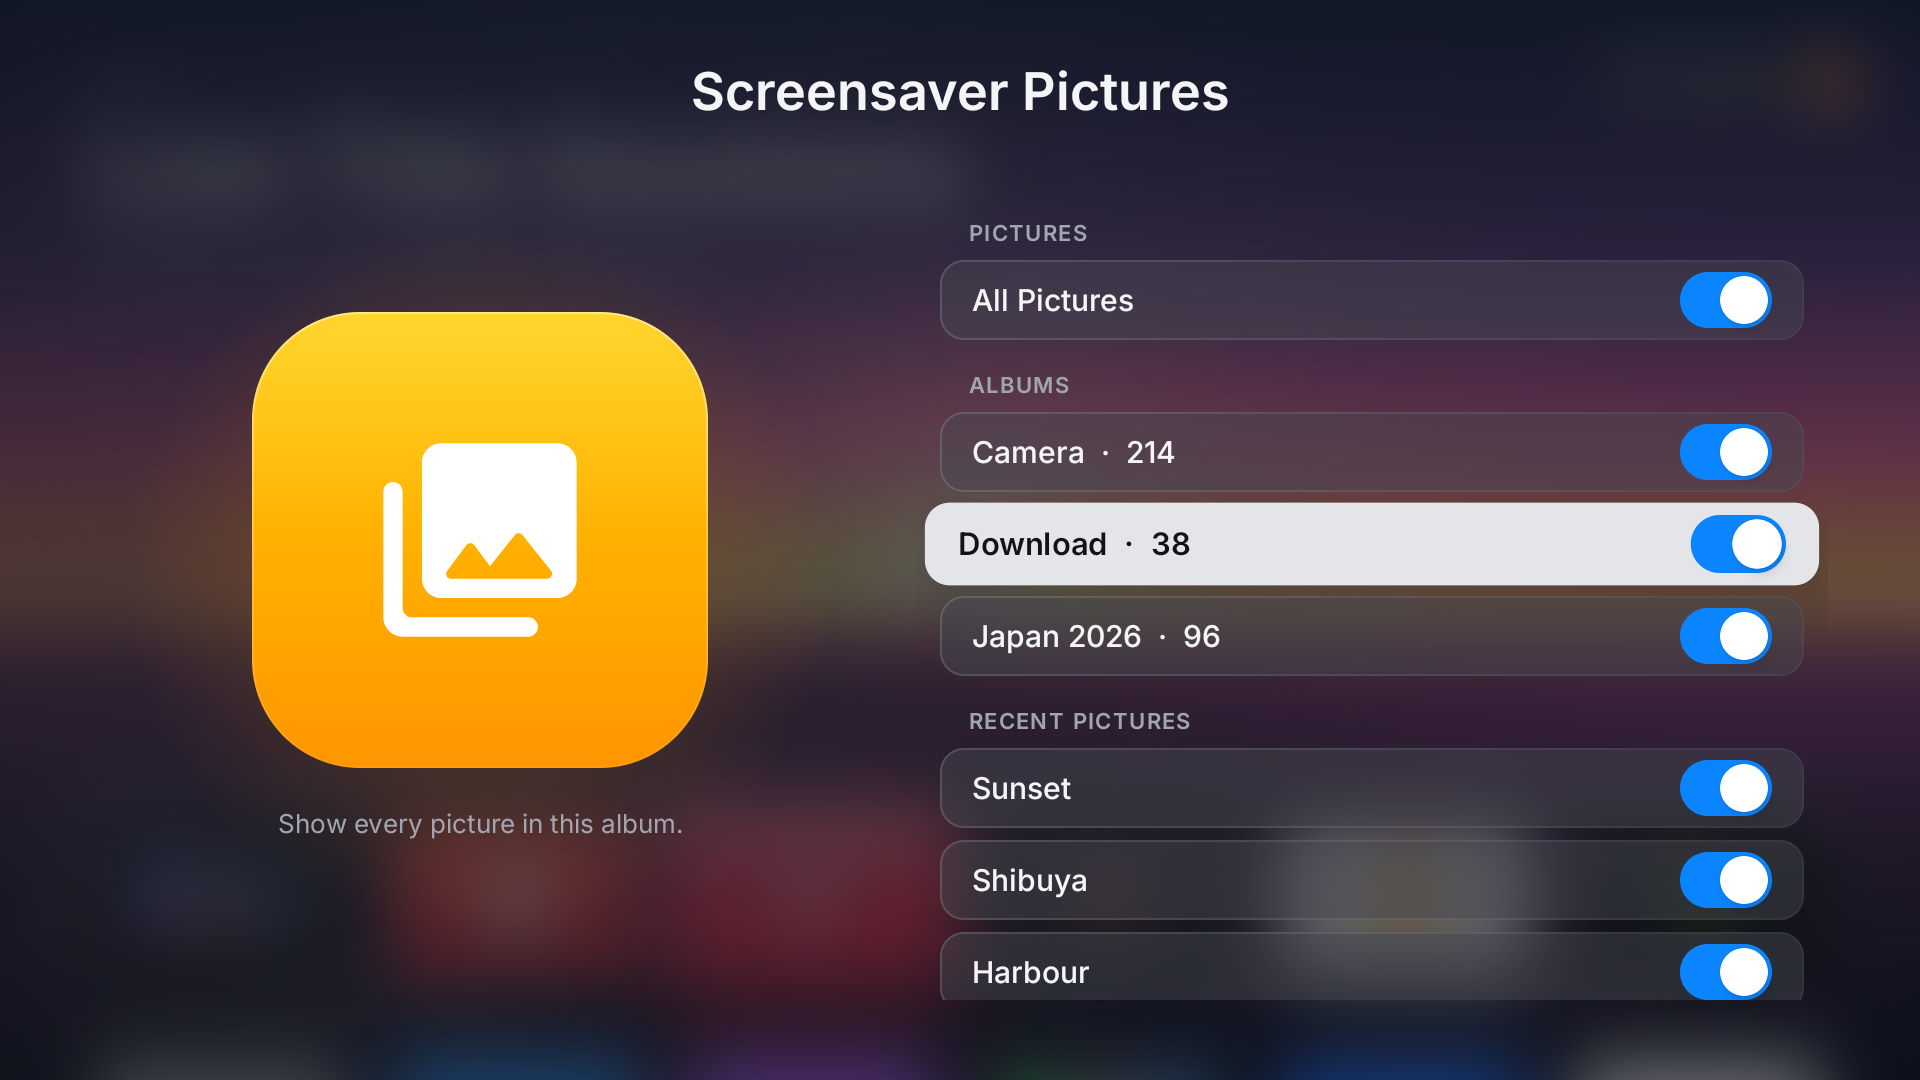 Screensaver Pictures
PICTURES
All Pictures
ALBUMS
Camera · 214
Download · 38
Japan 2026 · 96
RECENT PICTURES
Sunset
Shibuya
Harbour
Show every picture in this album.